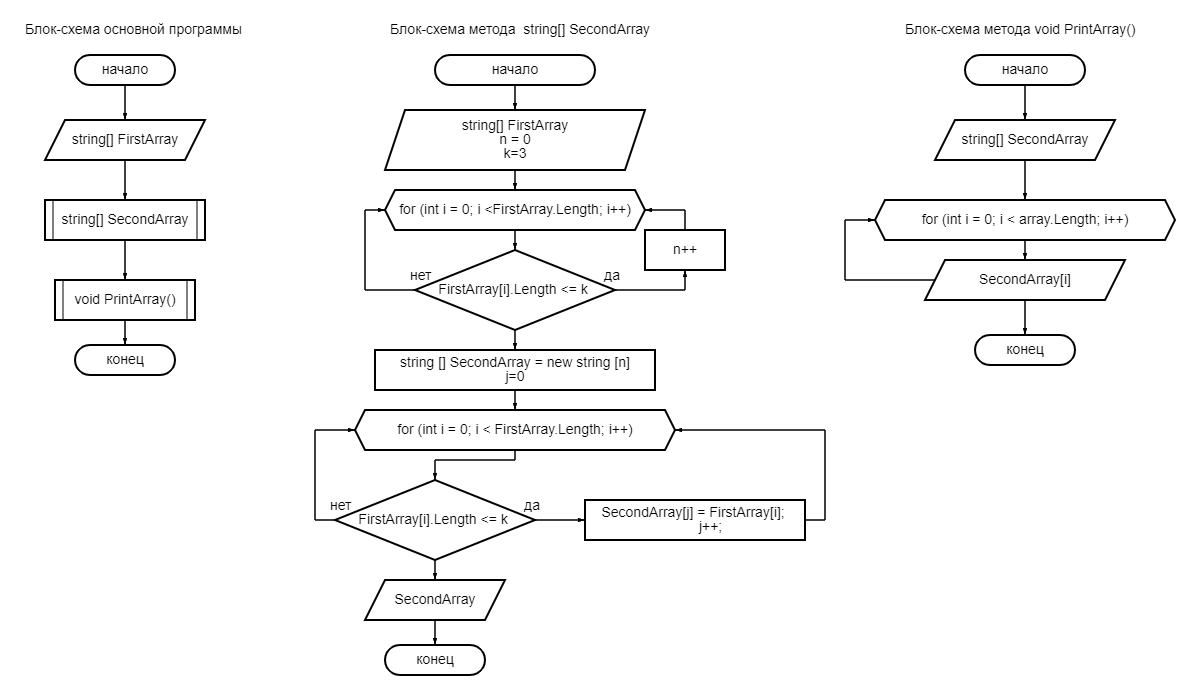 Блок-схема основной программы
начало
string[] FirstArray
string[] SecondArray
void PrintArray()
конец
Блок-схема метода  string[] SecondArray
начало
string[] FirstArray
n = 0
k=3
for (int i = 0; i <FirstArray.Length; i++)
n++
нет
да
FirstArray[i].Length <= k
string [] SecondArray = new string [n]
j=0
for (int i = 0; i < FirstArray.Length; i++)
нет
да
FirstArray[i].Length <= k
SecondArray[j] = FirstArray[i];
j++;
SecondArray
конец
Блок-схема метода void PrintArray()
начало
string[] SecondArray
for (int i = 0; i < array.Length; i++)
SecondArray[i]
конец